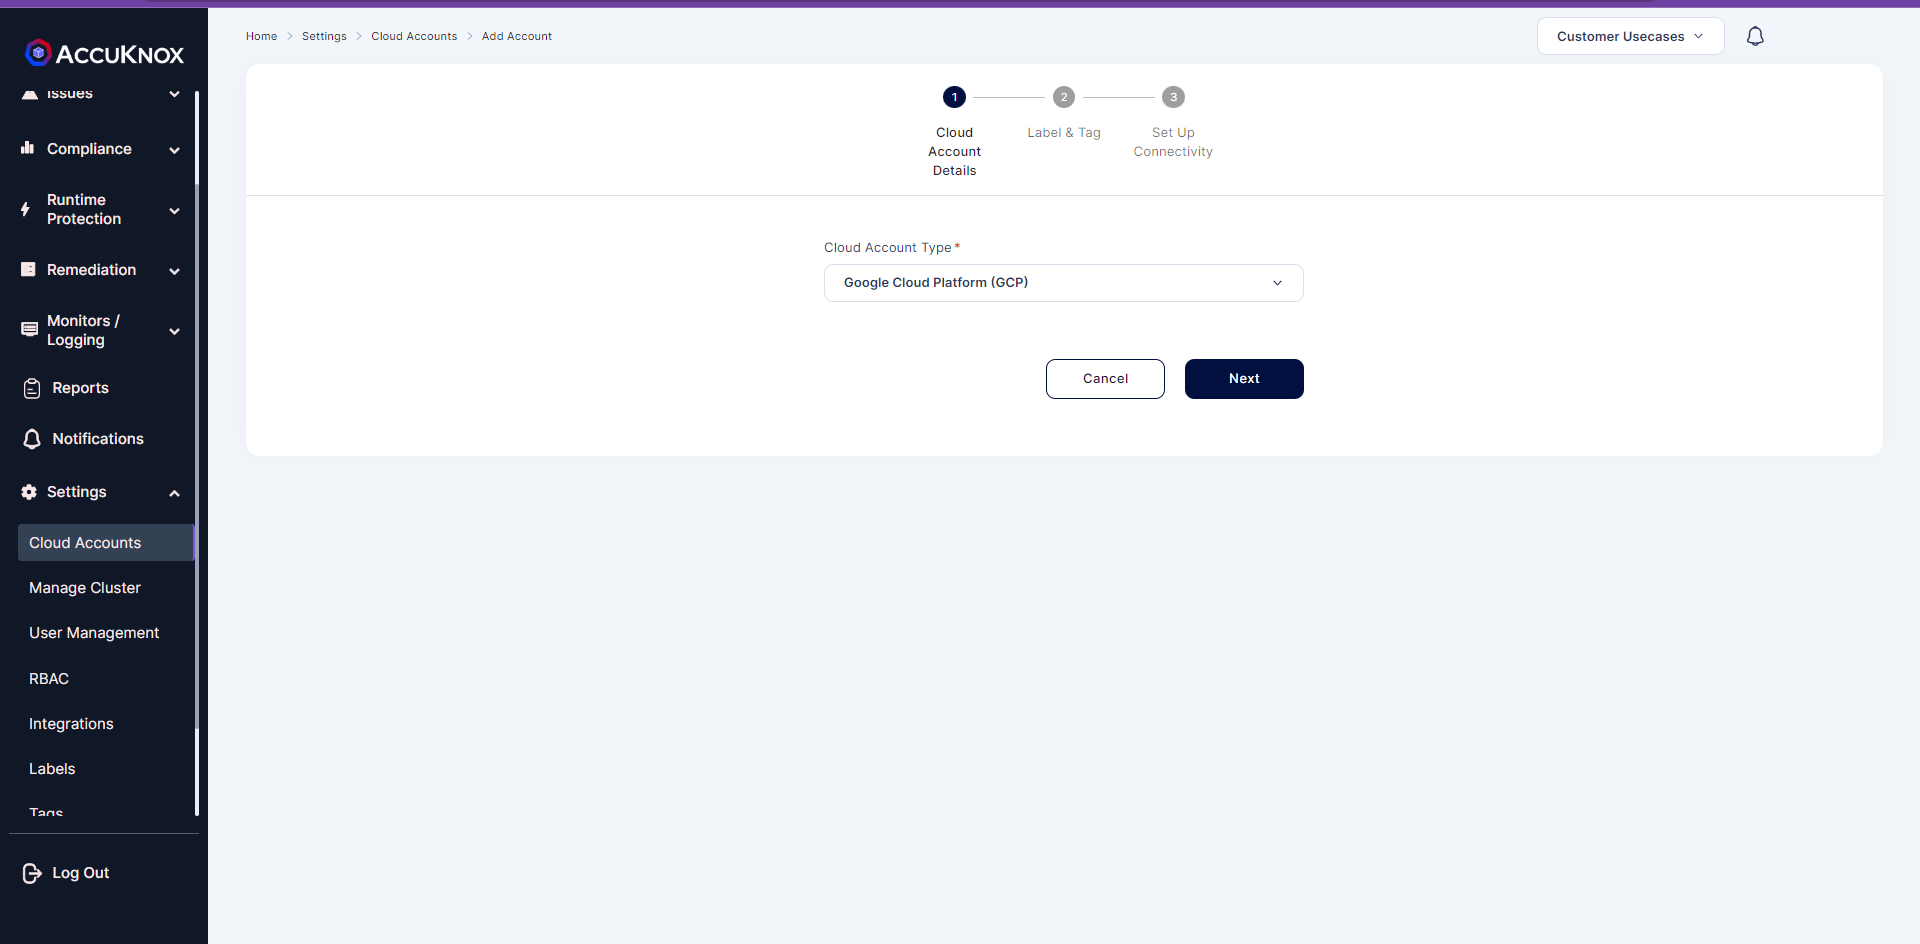 ACCUKNOX
Issues
Compliance
Runtime
Protection
Remediation
Monitors /
Logging
Reports
Notifications
Settings
Cloud Accounts
Manage Cluster
User Management
RBAC
Integrations
Labels
Tags
Log Out
Home > Settings > Cloud Accounts > Add Account
Customer Usecases
1
Cloud
Account
Details
2
Label & Tag
3
Set Up
Connectivity
Cloud Account Type*
Google Cloud Platform (GCP)
Cancel
Next